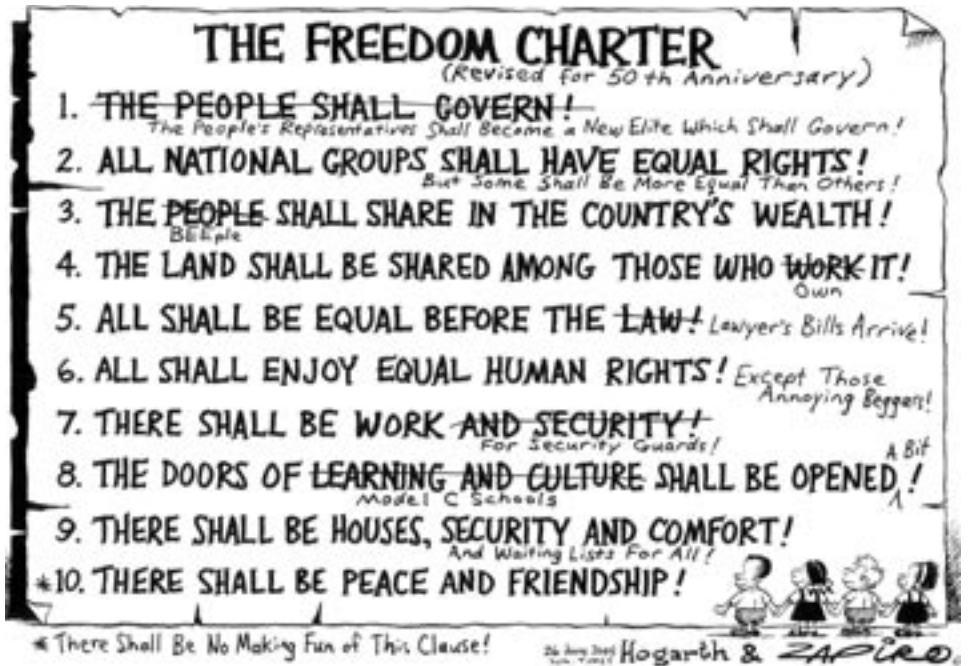 THE FREEDOM CHARTER
(Revised for 50th Anniversary)
1. THE PEOPLE SHALL GOVERN!
The People's Representatives Shall Become a New Elite Which Shall Govern!
2. ALL NATIONAL GROUPS SHALL HAVE EQUAL RIGHTS!
But Some Shall Be More Equal Than Others!
3. THE PEOPLE SHALL SHARE IN THE COUNTRY'S WEALTH!
BEEple
4. THE LAND SHALL BE SHARED AMONG THOSE WHO WORK IT!
Own
5. ALL SHALL BE EQUAL BEFORE THE LAW! Lawyer's Bills Arrive!
6. ALL SHALL ENJOY EQUAL HUMAN RIGHTS! Except Those
Annoying Beggars!
7. THERE SHALL BE WORK AND SECURITY!
For Security Guards!
A Bit
8. THE DOORS OF LEARNING AND CULTURE SHALL BE OPENED!
Model C Schools
9. THERE SHALL BE HOUSES, SECURITY AND COMFORT!
And Waiting Lists For All!
*10. THERE SHALL BE PEACE AND FRIENDSHIP!
* There Shall Be No Making Fun of This Clause!
Hogarth & ZAPIRO